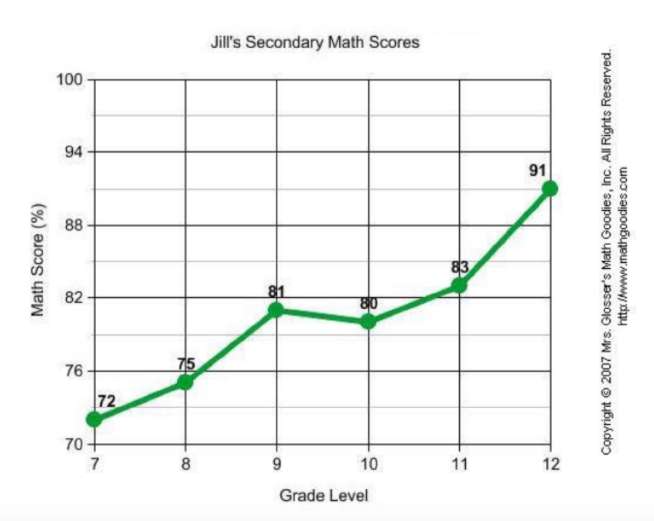 Jill's Secondary Math Scores
100
94
88
82
76
70
Math Score (%)
72
75
81
80
83
91
7 8 9 10 11 12
Grade Level
Copyright © 2007 Mrs. Glosser's Math Goodies, Inc. All Rights Reserved.
http://www.mathgoodies.com